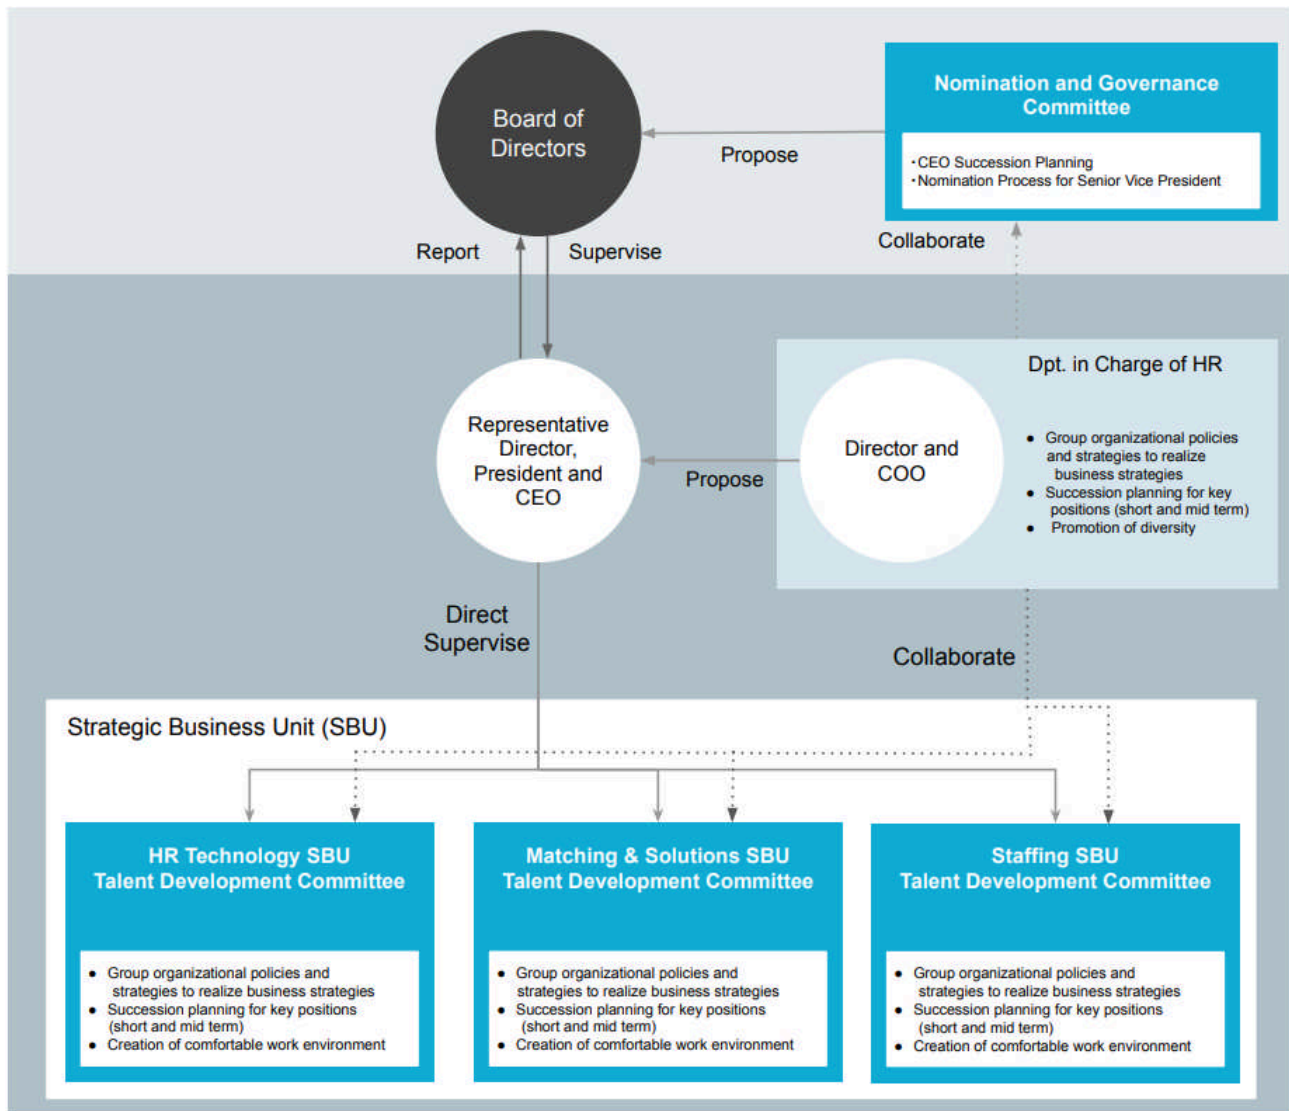 Nomination and Governance
Committee
・CEO Succession Planning
・Nomination Process for Senior Vice President
Board of
Directors
Propose
Collaborate
Report
Supervise
Dpt. in Charge of HR
Representative
Director,
President and
CEO
Director and
COO
Propose
● Group organizational policies
and strategies to realize
business strategies
● Succession planning for key
positions (short and mid term)
● Promotion of diversity
Direct
Supervise
Collaborate
Strategic Business Unit (SBU)
HR Technology SBU
Talent Development Committee
● Group organizational policies and
strategies to realize business strategies
● Succession planning for key positions
(short and mid term)
● Creation of comfortable work environment
Matching & Solutions SBU
Talent Development Committee
● Group organizational policies and
strategies to realize business strategies
● Succession planning for key positions
(short and mid term)
● Creation of comfortable work environment
Staffing SBU
Talent Development Committee
● Group organizational policies and
strategies to realize business strategies
● Succession planning for key positions
(short and mid term)
● Creation of comfortable work environment